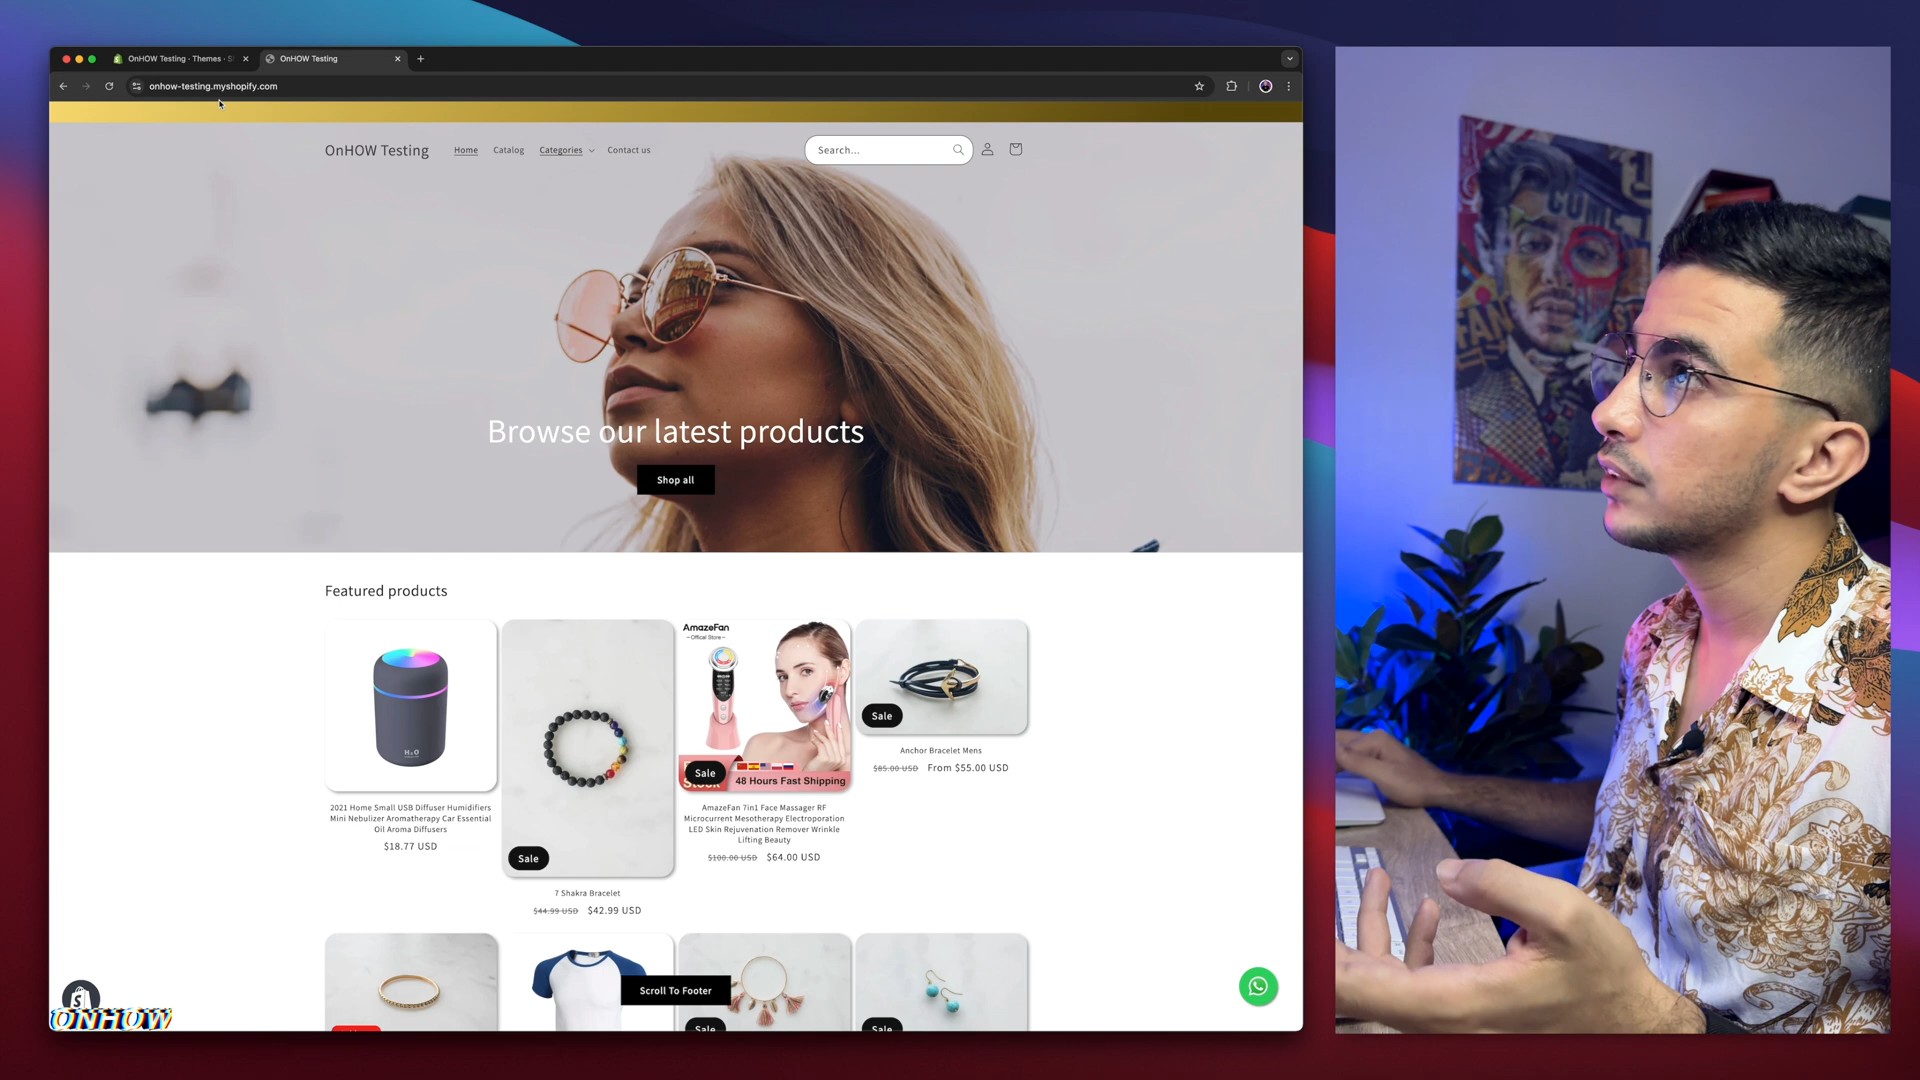 OnHOW Testing · Themes · S
OnHOW Testing
onhow-testing.myshopify.com
OnHOW Testing
Home
Catalog
Categories
Contact us
Search...
Browse our latest products
Shop all
Featured products
AmazeFan
~Official Store~
H₂O
Sale
48 Hours Fast Shipping
Sale
Anchor Bracelet Mens
$85.00 USD From $55.00 USD
2021 Home Small USB Diffuser Humidifiers
Mini Nebulizer Aromatherapy Car Essential
Oil Aroma Diffusers
$18.77 USD
AmazeFan 7in1 Face Massager RF
Microcurrent Mesotherapy Electroporation
LED Skin Rejuvenation Remover Wrinkle
Lifting Beauty
$100.00 USD $64.00 USD
Sale
7 Shakra Bracelet
$44.99 USD $42.99 USD
Scroll To Footer
Sale
Sale
ONHOW